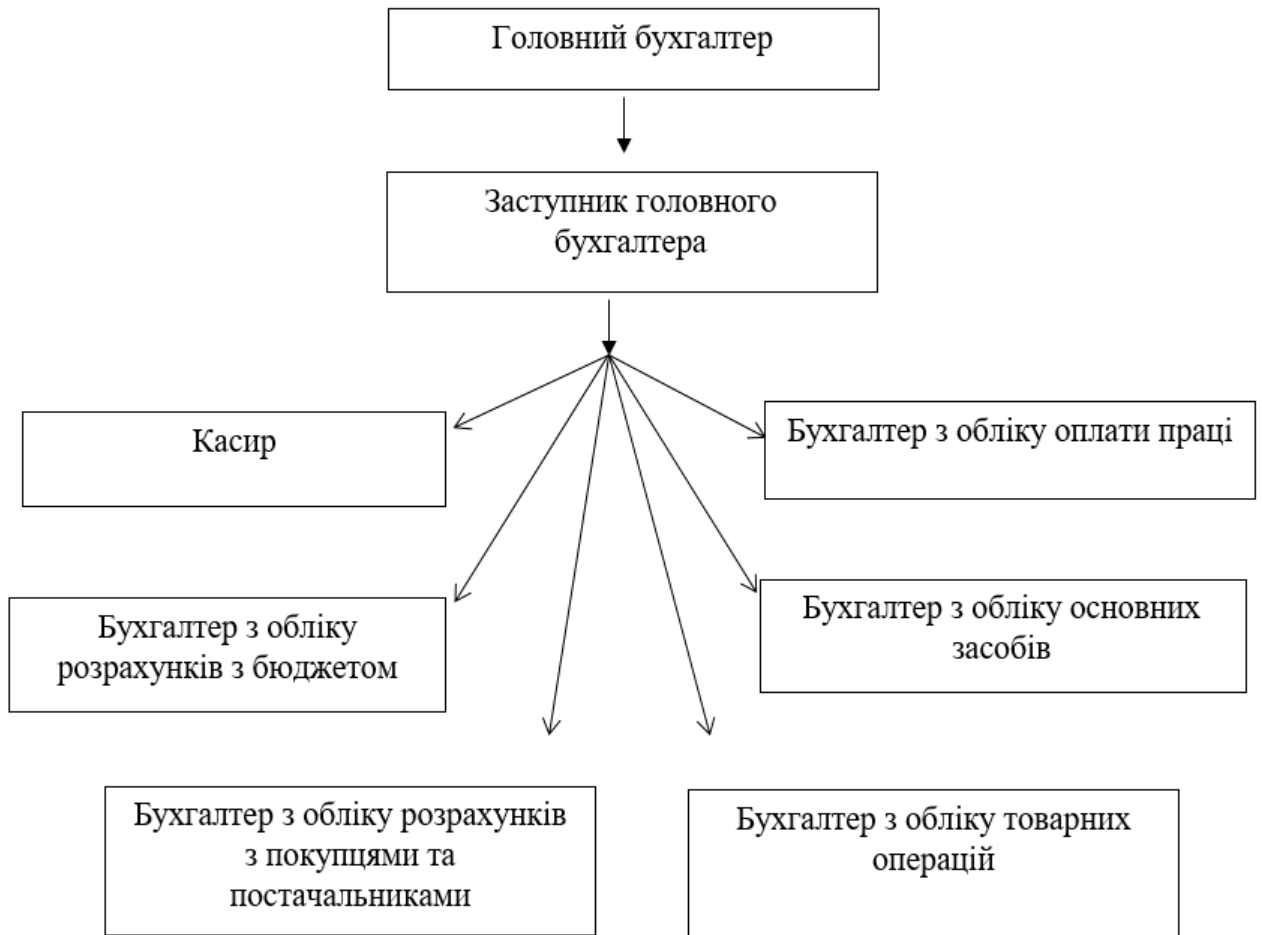 Головний бухгалтер
Заступник головного
бухгалтера
Касир
Бухгалтер з обліку оплати праці
Бухгалтер з обліку
розрахунків з бюджетом
Бухгалтер з обліку основних
засобів
Бухгалтер з обліку розрахунків
з покупцями та
постачальниками
Бухгалтер з обліку товарних
операцій